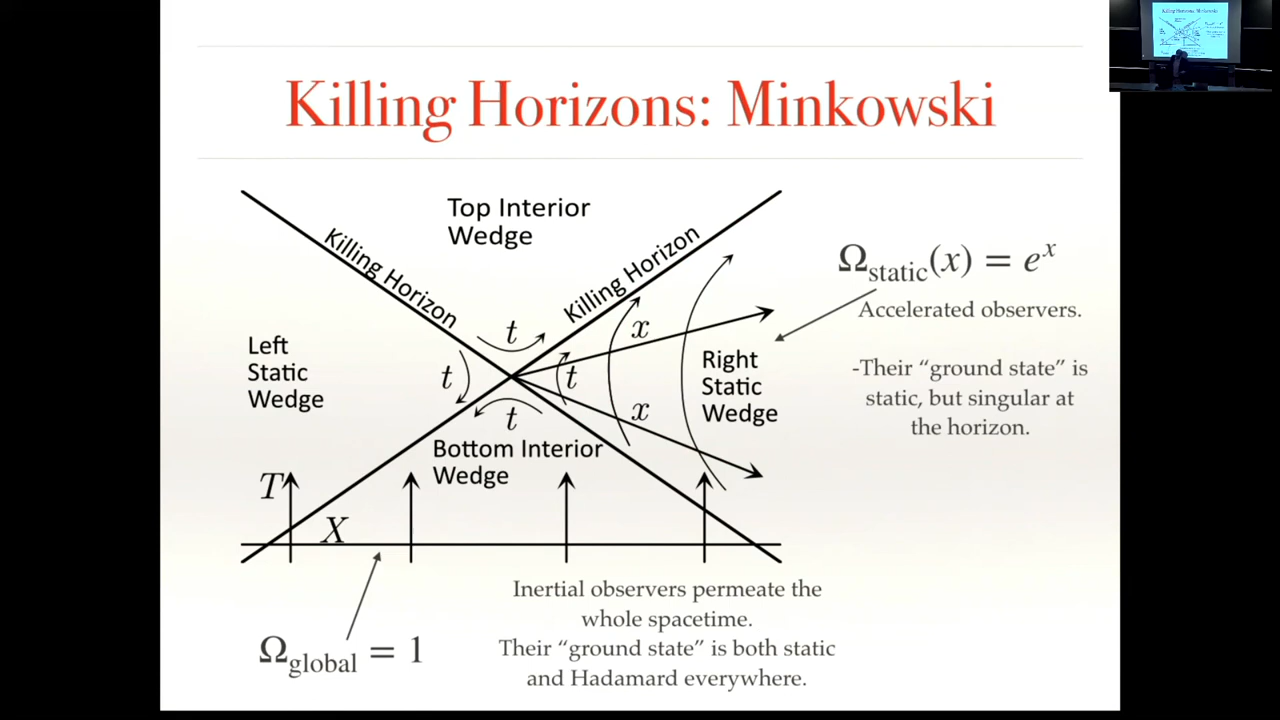 Killing Horizons: Minkowski
Top Interior
Wedge
Killing Horizon
Killing Horizon
Ω_static(x) = e^x
Accelerated observers.
-Their “ground state” is
static, but singular at
the horizon.
Left
Static
Wedge
t
t
t
t
x
x
Right
Static
Wedge
Bottom Interior
Wedge
T
X
Ω_global = 1
Inertial observers permeate the
whole spacetime.
Their “ground state” is both static
and Hadamard everywhere.